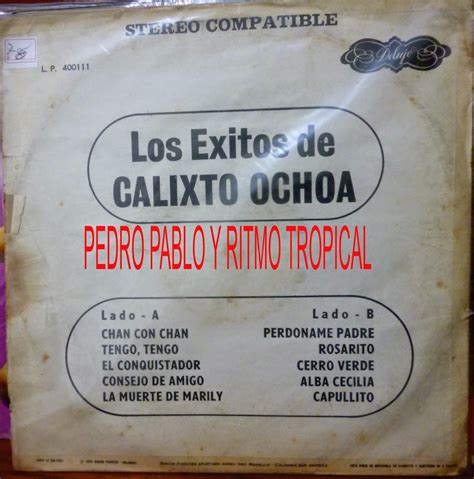 STEREO COMPATIBLE
L. P. 400111
Deluje
Los Exitos de
CALIXTO OCHOA
PEDRO PABLO Y RITMO TROPICAL
Lado - A
CHAN CON CHAN
TENGO, TENGO
EL CONQUISTADOR
CONSEJO DE AMIGO
LA MUERTE DE MARILY
Lado - B
PERDONAME PADRE
ROSARITO
CERRO VERDE
ALBA CECILIA
CAPULLITO